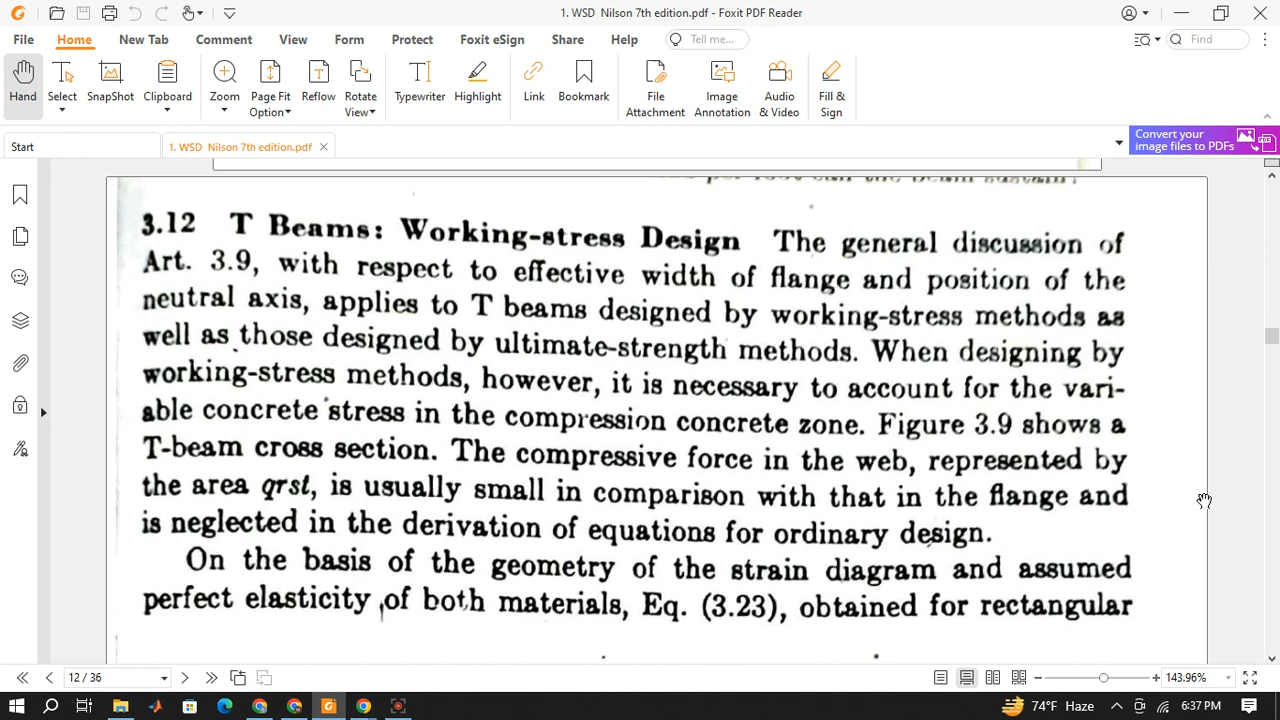 1. WSD Nilson 7th edition.pdf - Foxit PDF Reader
File Home New Tab Comment View Form Protect Foxit eSign Share Help Tell me... Find
Hand Select SnapShot Clipboard Zoom Page Fit Option Reflow Rotate View Typewriter Highlight Link Bookmark File Attachment Image Annotation Audio & Video Fill & Sign
Start 1. WSD Nilson 7th edition.pdf Convert your image files to PDFs
3.12 T Beams: Working-stress Design The general discussion of
Art. 3.9, with respect to effective width of flange and position of the
neutral axis, applies to T beams designed by working-stress methods as
well as those designed by ultimate-strength methods. When designing by
working-stress methods, however, it is necessary to account for the vari-
able concrete stress in the compression concrete zone. Figure 3.9 shows a
T-beam cross section. The compressive force in the web, represented by
the area qrst, is usually small in comparison with that in the flange and
is neglected in the derivation of equations for ordinary design.
On the basis of the geometry of the strain diagram and assumed
perfect elasticity of both materials, Eq. (3.23), obtained for rectangular
12 / 36 143.96%
74°F Haze 6:37 PM